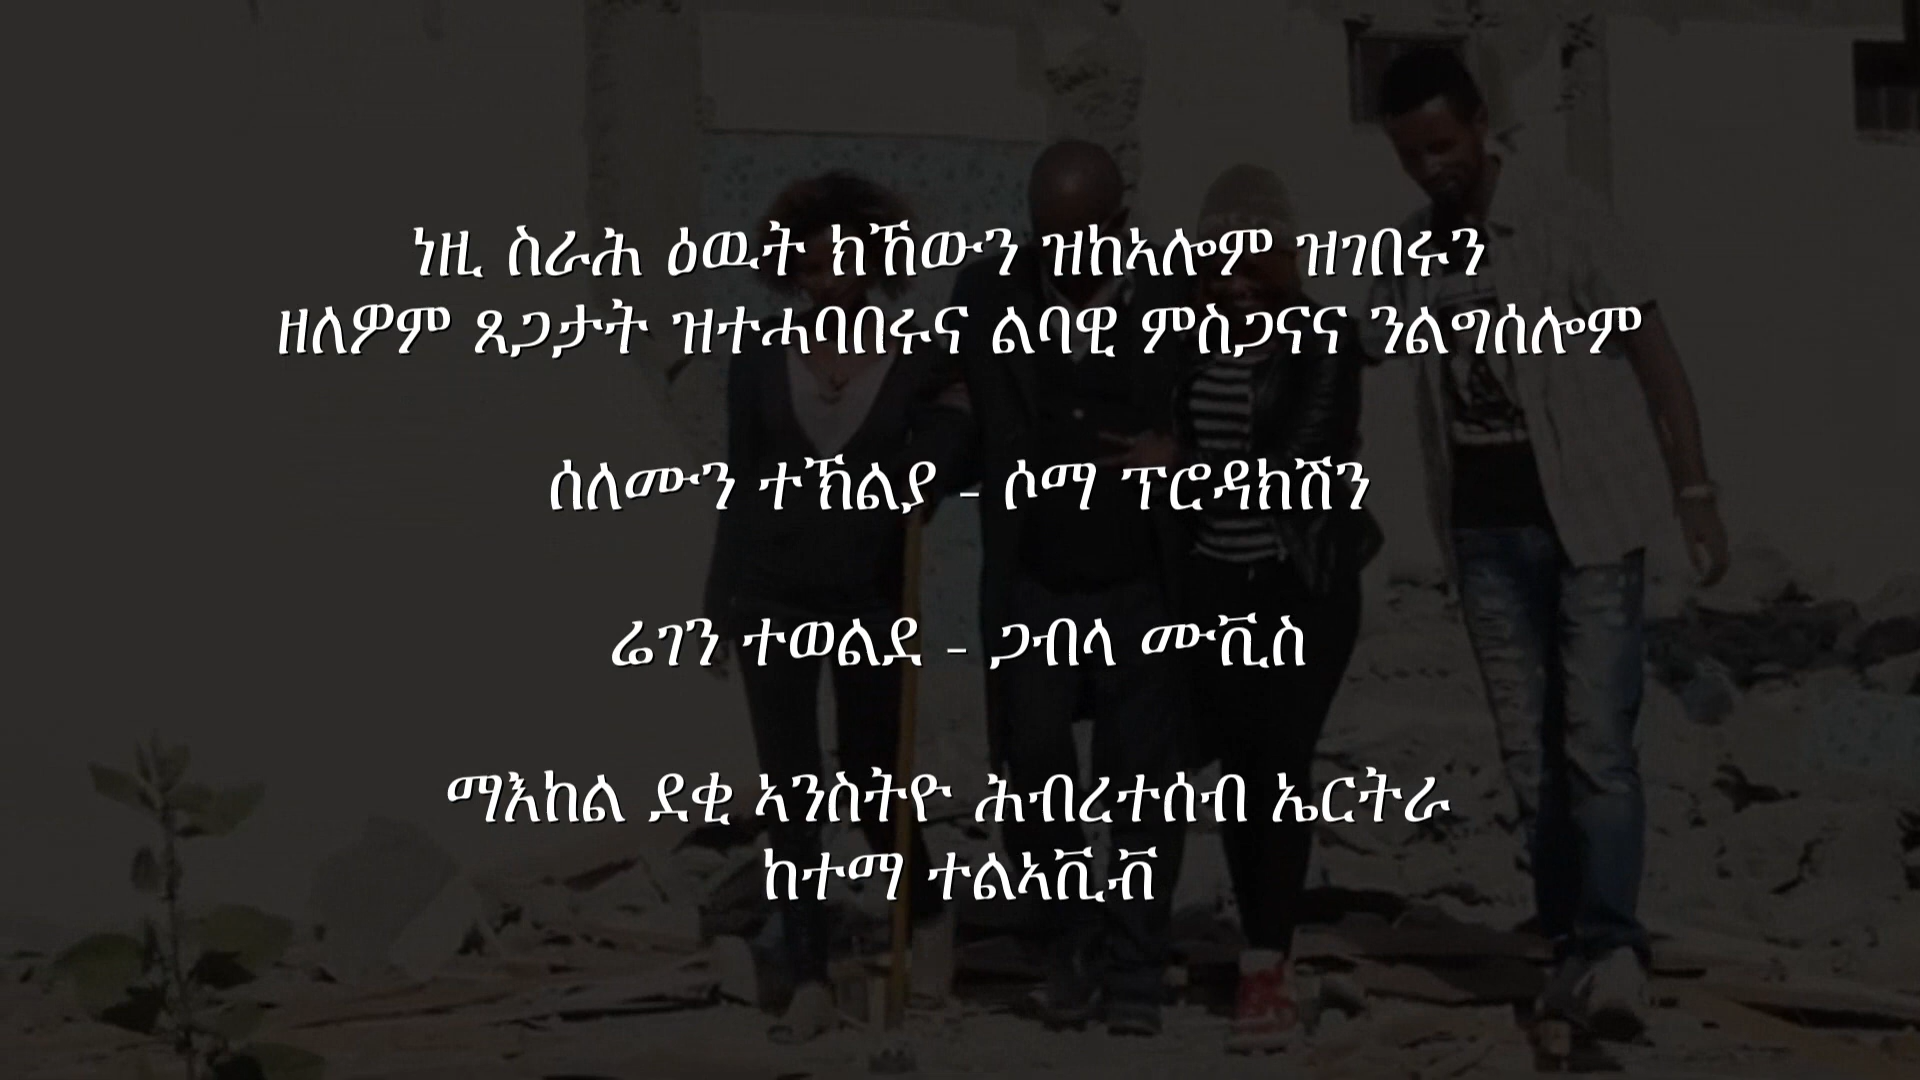 ነዚ ስራሕ ዕዉት ክኸውን ዝከኣሎም ዝገበሩን
ዘለዎም ጸጋታት ዝተሓባበሩና ልባዊ ምስጋናና ንልግሰሎም
ሰለሙን ተኽልያ - ሶማ ፕሮዳክሽን
ሬገን ተወልደ - ጋብላ ሙቪስ
ማእከል ደቂ ኣንስትዮ ሕብረተሰብ ኤርትራ
ከተማ ተልኣቪቭ